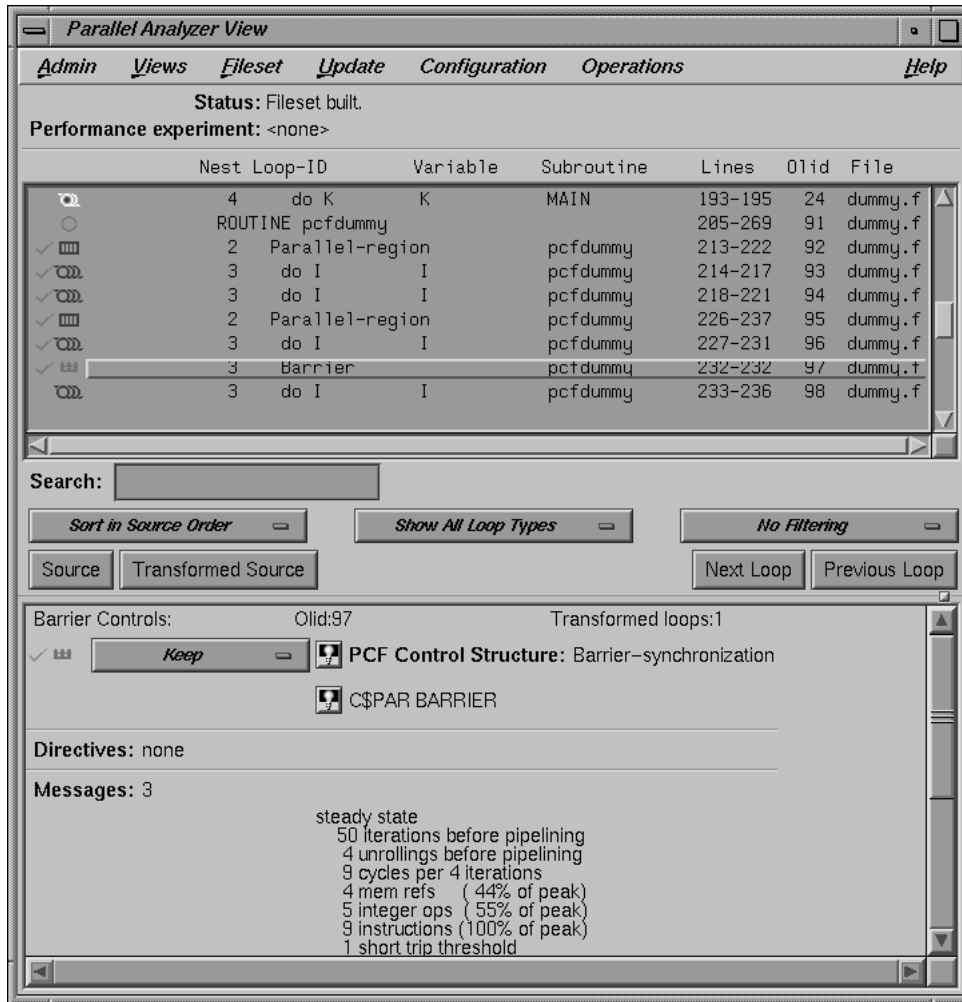 Parallel Analyzer View
Admin Views Fileset Update Configuration Operations Help
Status: Fileset built.
Performance experiment: <none>
Nest Loop-ID Variable Subroutine Lines Olid File
4 do K K MAIN 193-195 24 dummy.f
ROUTINE pcfdummy 205-269 91 dummy.f
2 Parallel-region pcfdummy 213-222 92 dummy.f
3 do I I pcfdummy 214-217 93 dummy.f
3 do I I pcfdummy 218-221 94 dummy.f
2 Parallel-region pcfdummy 226-237 95 dummy.f
3 do I I pcfdummy 227-231 96 dummy.f
3 Barrier pcfdummy 232-232 97 dummy.f
3 do I I pcfdummy 233-236 98 dummy.f
Search:
Sort in Source Order Show All Loop Types No Filtering
Source Transformed Source Next Loop Previous Loop
Barrier Controls: Olid:97 Transformed loops:1
Keep PCF Control Structure: Barrier-synchronization
C$PAR BARRIER
Directives: none
Messages: 3
steady state
50 iterations before pipelining
4 unrollings before pipelining
9 cycles per 4 iterations
4 mem refs ( 44% of peak)
5 integer ops ( 55% of peak)
9 instructions (100% of peak)
1 short trip threshold